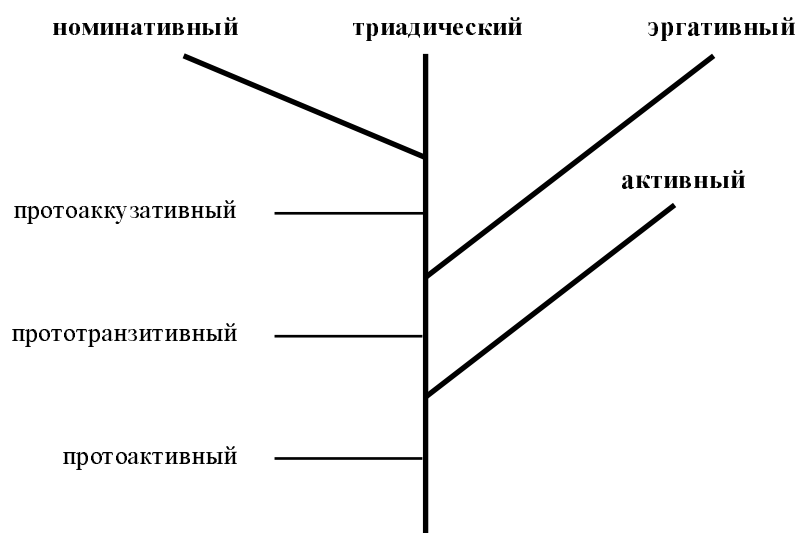 номинативный
триадический
эргативный
активный
протоаккузативный
прототранзитивный
протоактивный